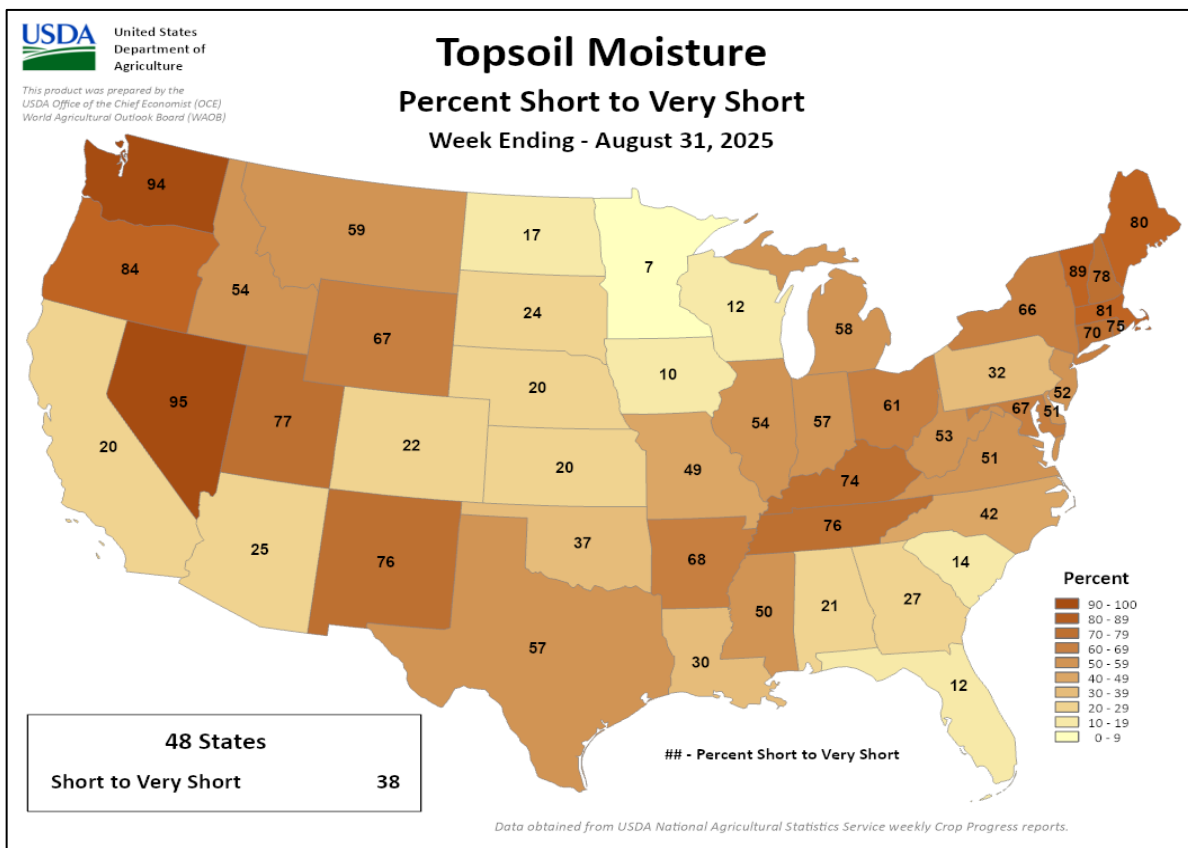 USDA
United States
Department of
Agriculture
This product was prepared by the
USDA Office of the Chief Economist (OCE)
World Agricultural Outlook Board (WAOB)
Topsoil Moisture
Percent Short to Very Short
Week Ending - August 31, 2025
94
84
54
59
67
95
77
20
25
76
22
17
24
20
20
37
57
7
10
49
68
30
12
54
58
57
61
74
76
50
21
27
12
14
42
51
53
67
51
52
32
66
89
78
80
81
70
75
Percent
90 - 100
80 - 89
70 - 79
60 - 69
50 - 59
40 - 49
30 - 39
20 - 29
10 - 19
0 - 9
48 States
Short to Very Short 38
## - Percent Short to Very Short
Data obtained from USDA National Agricultural Statistics Service weekly Crop Progress reports.